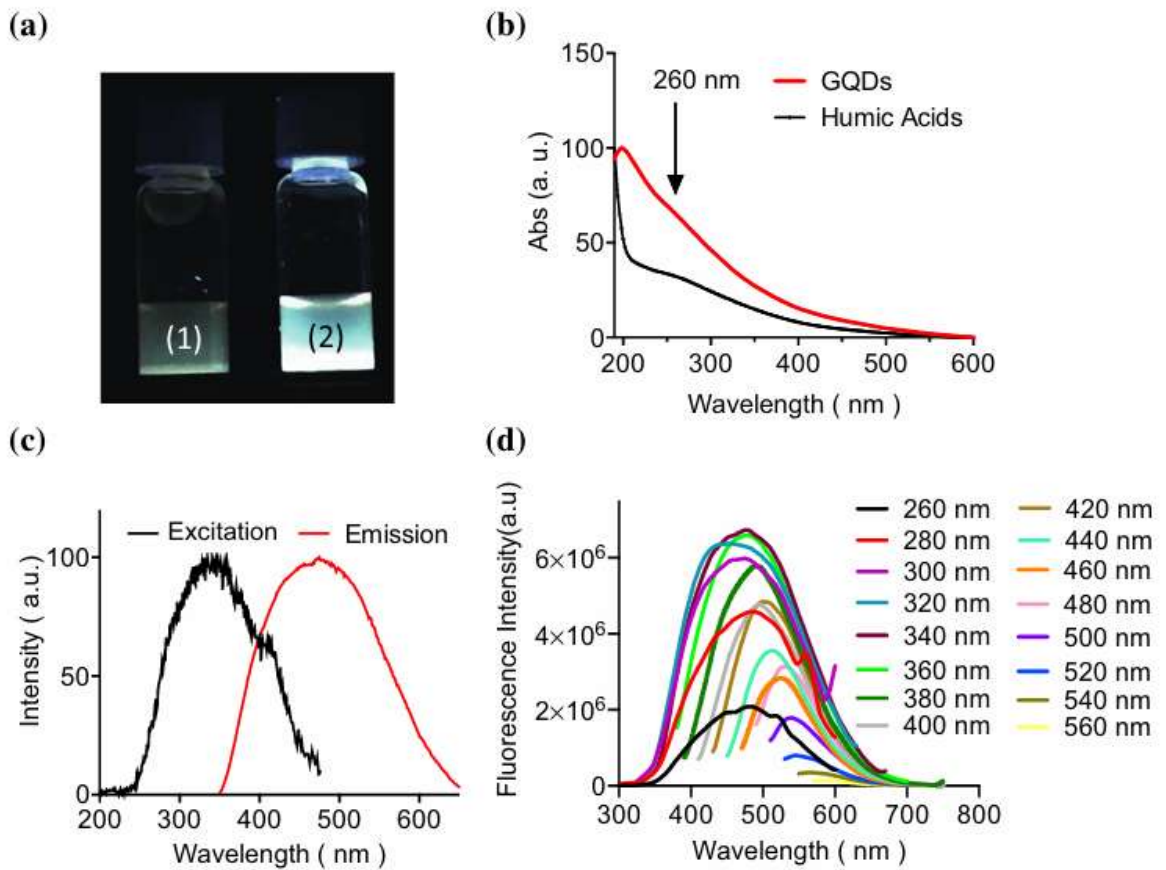 (a)
(1)
(2)
(b)
150
100
50
0
Abs (a. u.)
260 nm
GQDs
Humic Acids
200 300 400 500 600
Wavelength ( nm )
(c)
Excitation Emission
100
50
0
Intensity ( a.u.)
200 300 400 500 600
Wavelength ( nm )
(d)
Fluorescence Intensity(a.u)
6×10⁶
4×10⁶
2×10⁶
0
300 400 500 600 700 800
Wavelength ( nm )
260 nm
280 nm
300 nm
320 nm
340 nm
360 nm
380 nm
400 nm
420 nm
440 nm
460 nm
480 nm
500 nm
520 nm
540 nm
560 nm